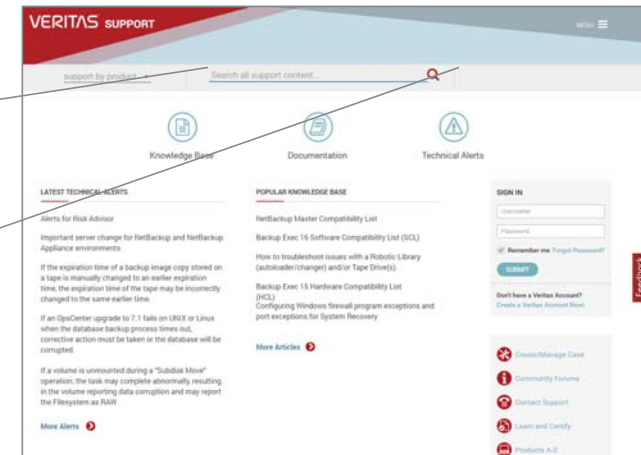 VERITAS SUPPORT
MENU
support by product
Search all support content...
Knowledge Base
Documentation
Technical Alerts
LATEST TECHNICAL ALERTS
Alerts for Risk Advisor
Important server change for NetBackup and NetBackup
Appliance environments
If the expiration time of a backup image copy stored on
a tape is manually changed to an earlier expiration
time, the expiration time of the tape may be incorrectly
changed to the same earlier time.
If an OpsCenter upgrade to 7.1 fails on UNIX or Linux
when the database backup process times out,
corrective action must be taken or the database will be
corrupted.
If a volume is unmounted during a "Subdisk Move"
operation, the task may complete abnormally, resulting
in the volume reporting data corruption and may report
the Filesystem as RAW
More Alerts
POPULAR KNOWLEDGE BASE
NetBackup Master Compatibility List
Backup Exec 16 Software Compatibility List (SCL)
How to troubleshoot issues with a Robotic Library
(autoloader/changer) and/or Tape Drive(s).
Backup Exec 16 Hardware Compatibility List
(HCL)
Configuring Windows firewall program exceptions and
port exceptions for System Recovery
More Articles
SIGN IN
Username
Password
Remember me Forgot Password?
SUBMIT
Don't have a Veritas Account?
Create a Veritas Account Now!
Create/Manage Case
Community Forums
Contact Support
Learn and Certify
Products A-Z
Feedback